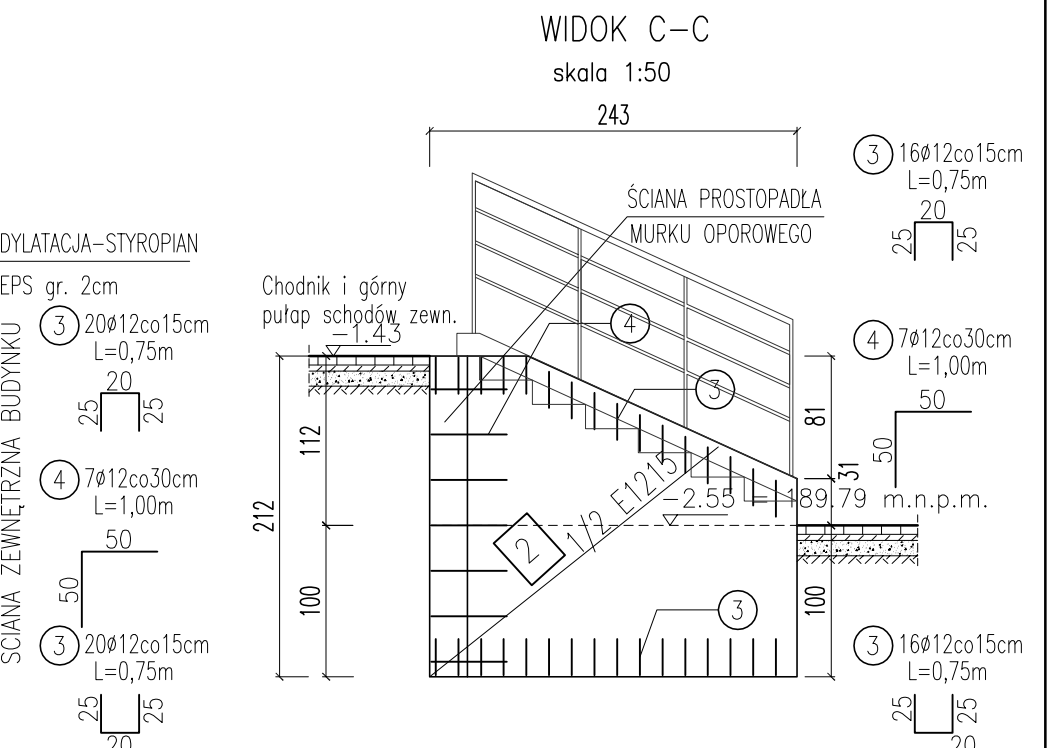 WIDOK C-C
skala 1:50
243
3 16ø12co15cm
L=0,75m
20
25 25
ŚCIANA PROSTOPADŁA
MURKU OPOROWEGO
DYLATACJA-STYROPIAN
EPS gr. 2cm
Chodnik i górny
pułap schodów zewn.
-1.43
3 20ø12co15cm
L=0,75m
20
25 25
4
4 7ø12co30cm
L=1,00m
50
50
3
81
31
112
212
4 7ø12co30cm
L=1,00m
50
50
SCIANA ZEWNĘTRZNA BUDYNKU
1/2 E1215
2
-2.55 = 189.79 m.n.p.m.
100
100
3
3 20ø12co15cm
L=0,75m
25 25
20
3 16ø12co15cm
L=0,75m
25 25
20